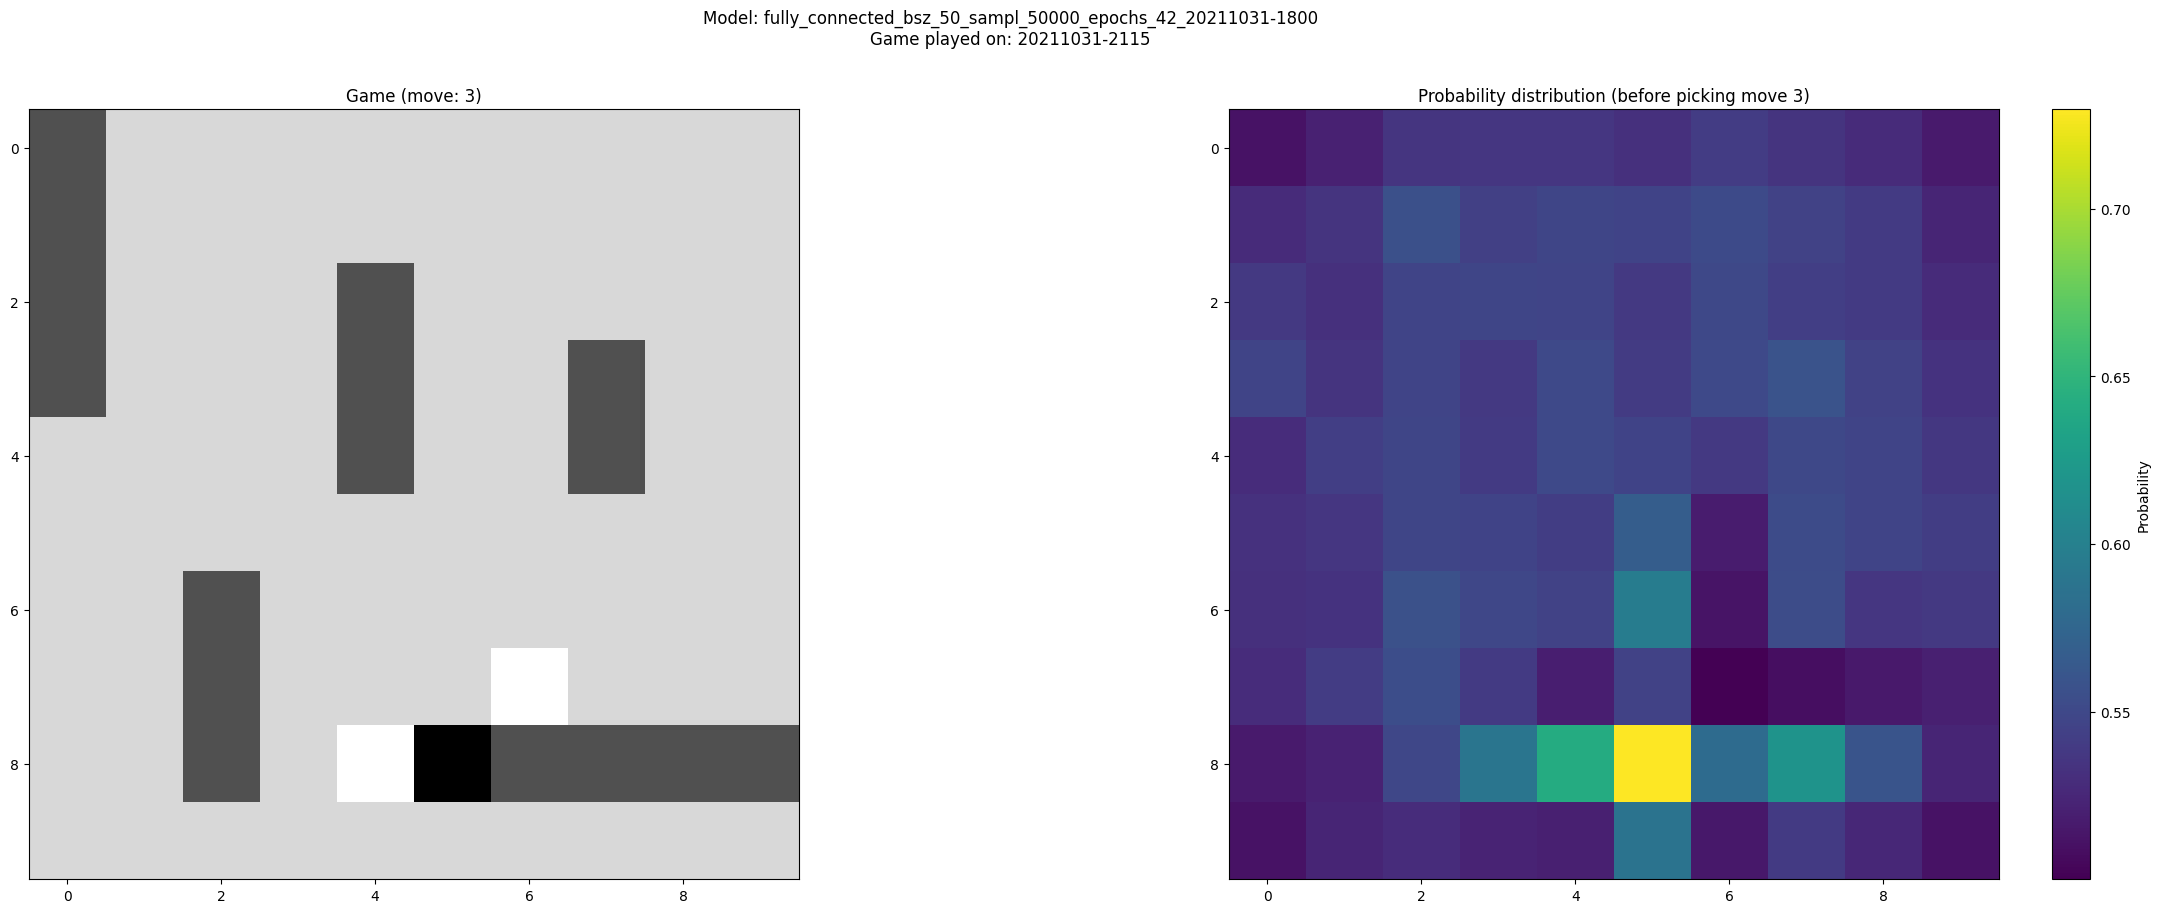 Model: fully_connected_bsz_50_sampl_50000_epochs_42_20211031-1800
Game played on: 20211031-2115
Game (move: 3)
0
2
4
6
8
0 2 4 6 8
Probability distribution (before picking move 3)
0
2
4
6
8
0 2 4 6 8
0.70
0.65
0.60
0.55
Probability